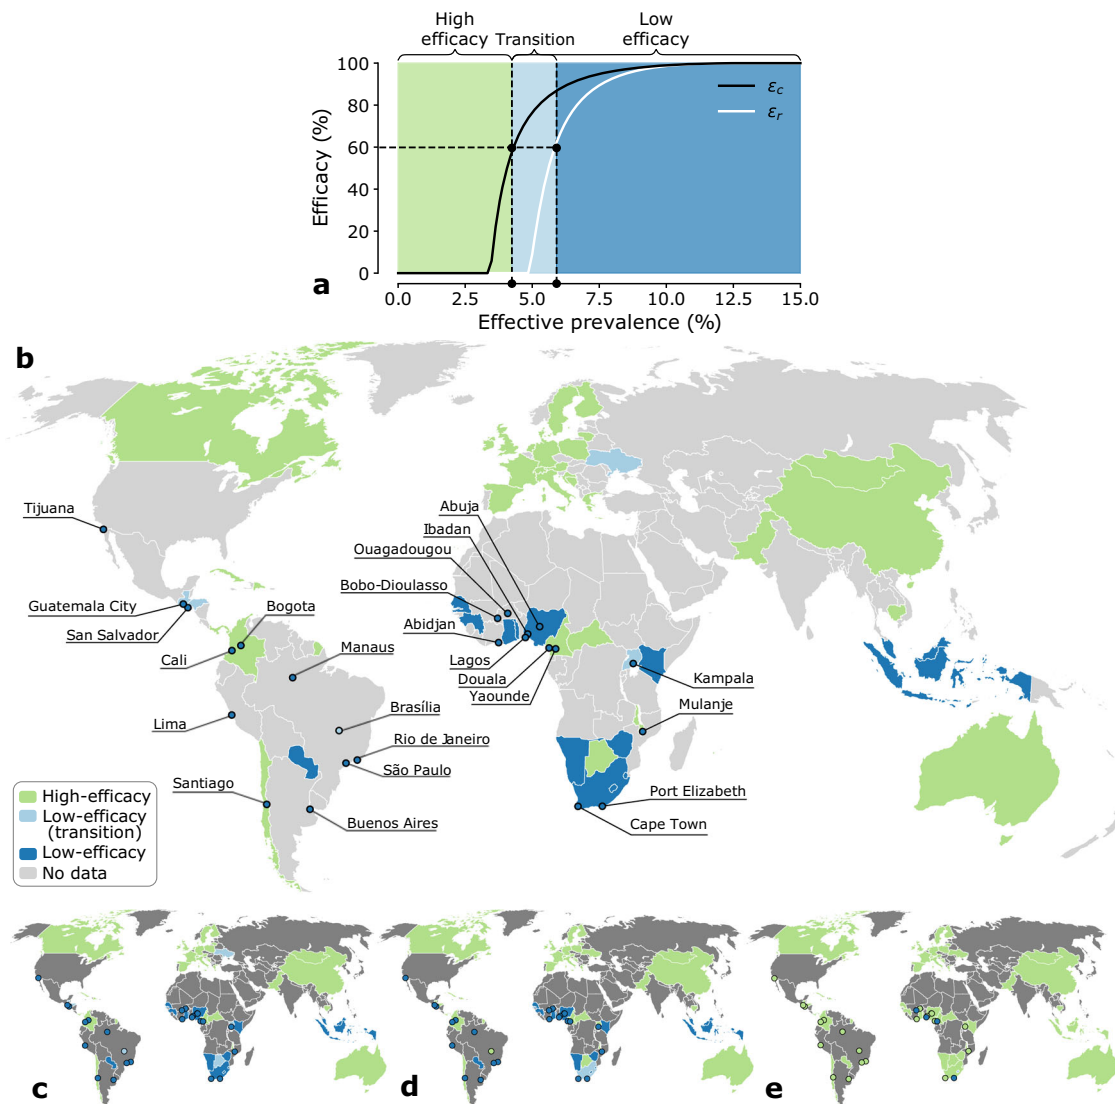 High
efficacy
Transition
Low
efficacy
100
80
60
40
20
0
Efficacy (%)
ε_c
ε_r
a
0.0 2.5 5.0 7.5 10.0 12.5 15.0
Effective prevalence (%)
b
Tijuana
Guatemala City
San Salvador
Cali
Bogota
Manaus
Lima
Brasília
Rio de Janeiro
São Paulo
Santiago
Buenos Aires
Abuja
Ibadan
Ouagadougou
Bobo-Dioulasso
Abidjan
Lagos
Douala
Yaounde
Kampala
Mulanje
Port Elizabeth
Cape Town
High-efficacy
Low-efficacy
(transition)
Low-efficacy
No data
c
d
e